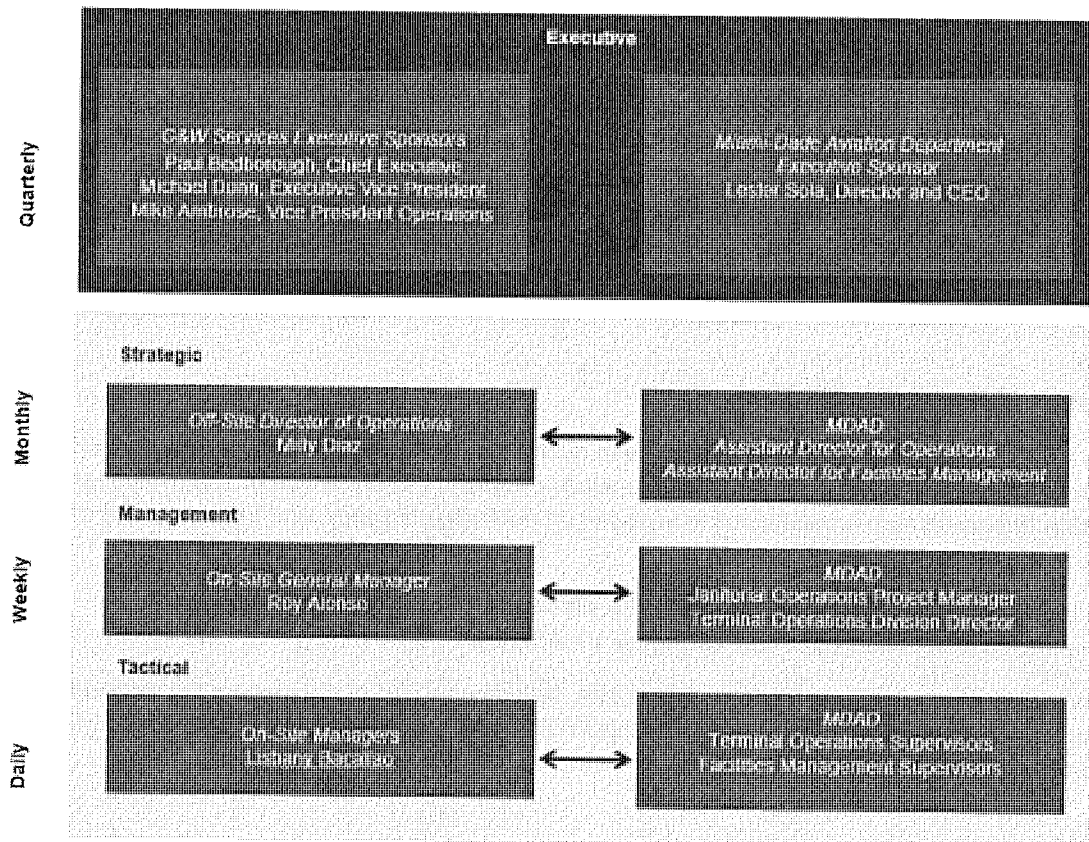 Executive
Quarterly
C&W Services Executive Sponsors
Paul Bedborough, Chief Executive
Michael Dunn, Executive Vice President
Mike Ambrose, Vice President Operations
Miami-Dade Aviation Department
Executive Sponsor
Lester Sola, Director and CEO
Strategic
Monthly
Off-Site Director of Operations
Diaz
MDAD
Assistant Director for Operations
Assistant Director for Facilities Management
Management
Weekly
On-Site General Manager
Roy Alonso
MDAD
Janitorial Operations Project Manager
Terminal Operations Division Director
Tactical
Daily
On-Site Managers
MDAD
Terminal Operations Supervisors
Facilities Management Supervisors